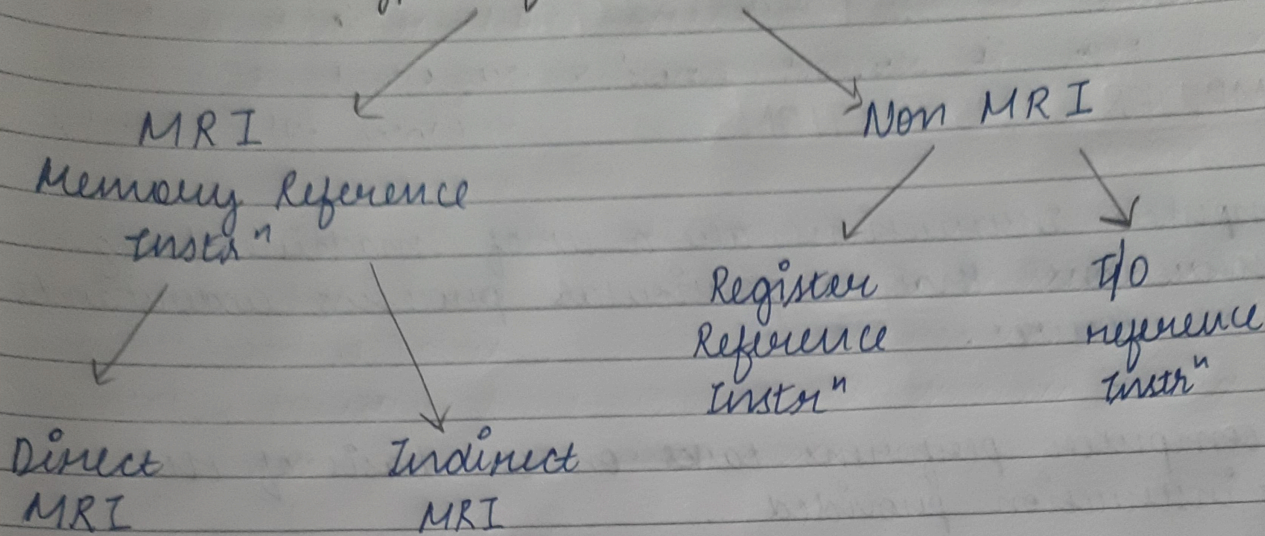 MRI
Non MRI
Memory Reference
Instrⁿ
Register
Reference
Instrⁿ
I/O
reference
Instrⁿ
Direct
MRI
Indirect
MRI